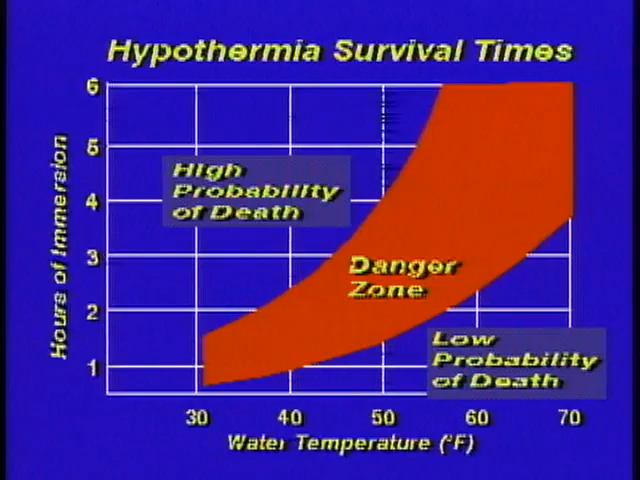 Hypothermia Survival Times
6
5
4
3
2
1
Hours of Immersion
High
Probability
of Death
Danger
Zone
Low
Probability
of Death
30 40 50 60 70
Water Temperature (°F)